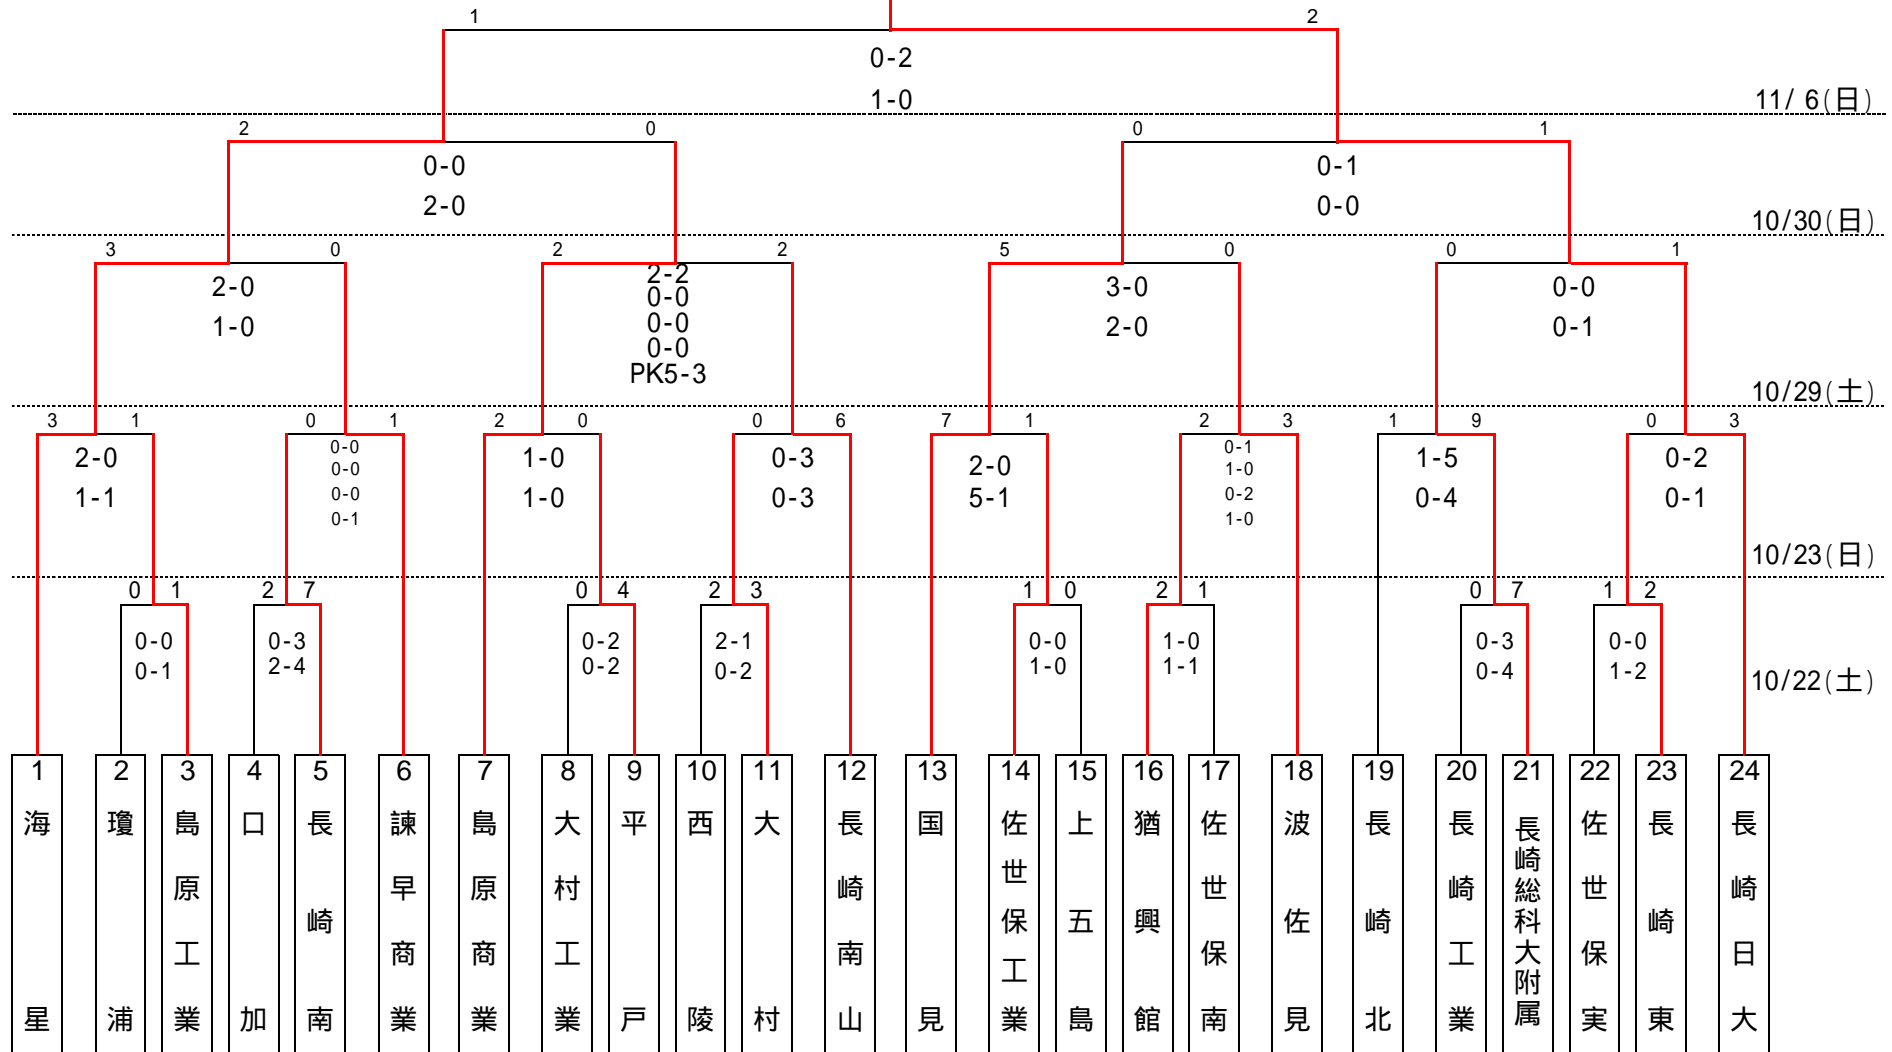 1 2
0-2
1-0
11/ 6(日)
2 0 0 1
0-0 0-1
2-0 0-0
10/30(日)
3 0 2 2 5 0 0 1
2-0 2-2 3-0 0-0
1-0 0-0 2-0 0-1
0-0
0-0
PK5-3
10/29(土)
3 1 0 1 2 0 0 6 7 1 2 3 1 9 0 3
2-0 0-0 1-0 0-3 2-0 0-1 1-5 0-2
1-1 0-0 1-0 0-3 5-1 1-0 0-4 0-1
0-0 0-2
0-1 1-0
10/23(日)
0 1 2 7 0 4 2 3 1 0 2 1 0 7 1 2
0-0 0-3 0-2 2-1 0-0 1-0 0-3 0-0
0-1 2-4 0-2 0-2 1-0 1-1 0-4 1-2
10/22(土)
1 海星
2 瓊浦
3 島原工業
4 口加
5 長崎南
6 諫早商業
7 島原商業
8 大村工業
9 平戸
10 西陵
11 大村
12 長崎南山
13 国見
14 佐世保工業
15 上五島
16 猶興館
17 佐世保南
18 波佐見
19 長崎北
20 長崎工業
21 長崎総科大附属
22 佐世保実
23 長崎東
24 長崎日大